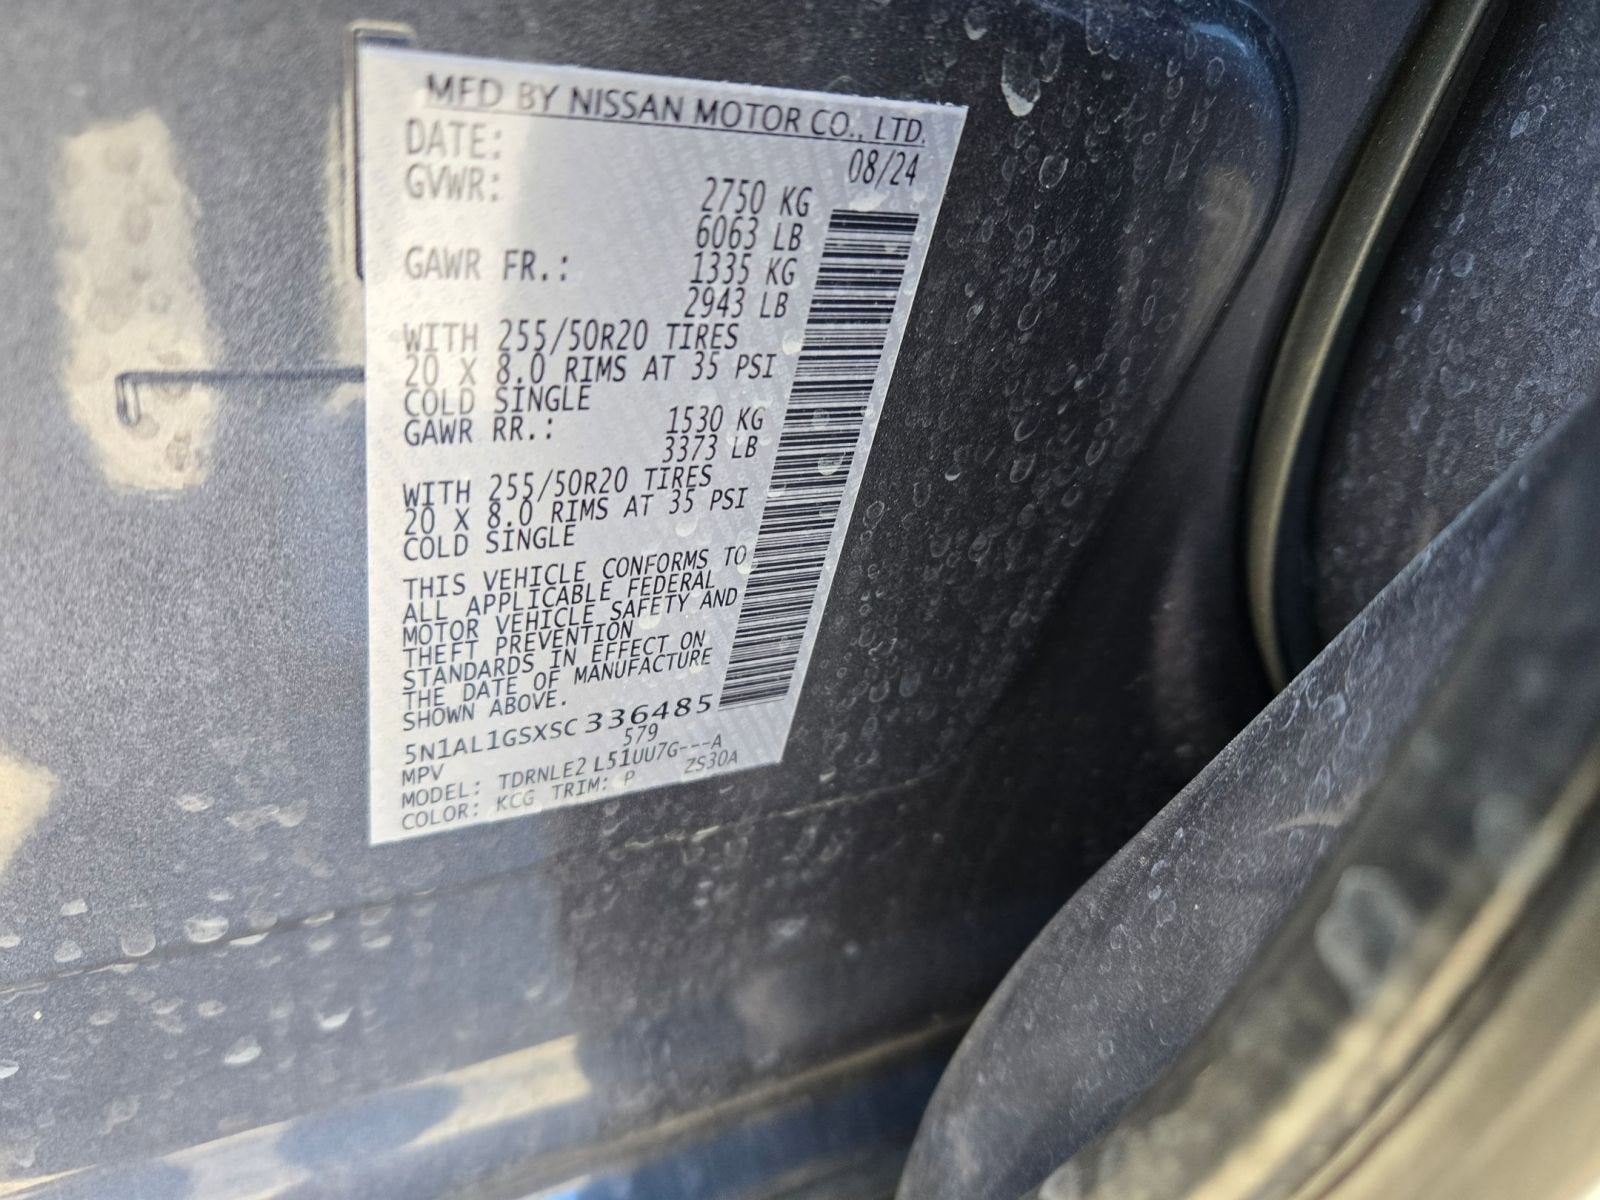 MFD BY NISSAN MOTOR CO., LTD.
DATE: 08/24
GVWR: 2750 KG
6063 LB
GAWR FR.: 1335 KG
2943 LB
WITH 255/50R20 TIRES
20 X 8.0 RIMS AT 35 PSI
COLD SINGLE
GAWR RR.: 1530 KG
3373 LB
WITH 255/50R20 TIRES
20 X 8.0 RIMS AT 35 PSI
COLD SINGLE
THIS VEHICLE CONFORMS TO
ALL APPLICABLE FEDERAL
MOTOR VEHICLE SAFETY AND
THEFT PREVENTION
STANDARDS IN EFFECT ON
THE DATE OF MANUFACTURE
SHOWN ABOVE.
5N1AL1GSXSC 336485
MPV 579
MODEL: TDRNLE2 L51UU7G---A
COLOR: KCG TRIM: P ZS30A